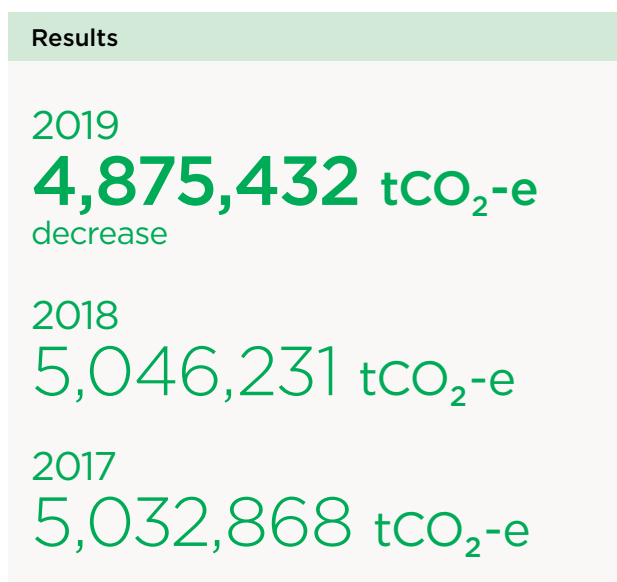 Results
2019
4,875,432 tCO₂-e
decrease
2018
5,046,231 tCO₂-e
2017
5,032,868 tCO₂-e